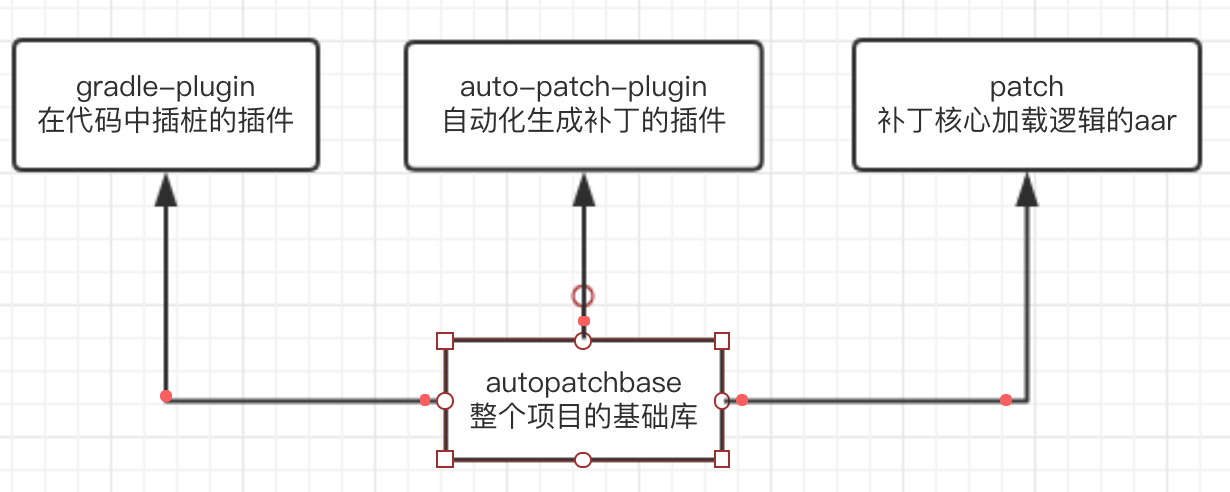 gradle-plugin
在代码中插桩的插件
auto-patch-plugin
自动化生成补丁的插件
patch
补丁核心加载逻辑的aar
autopatchbase
整个项目的基础库